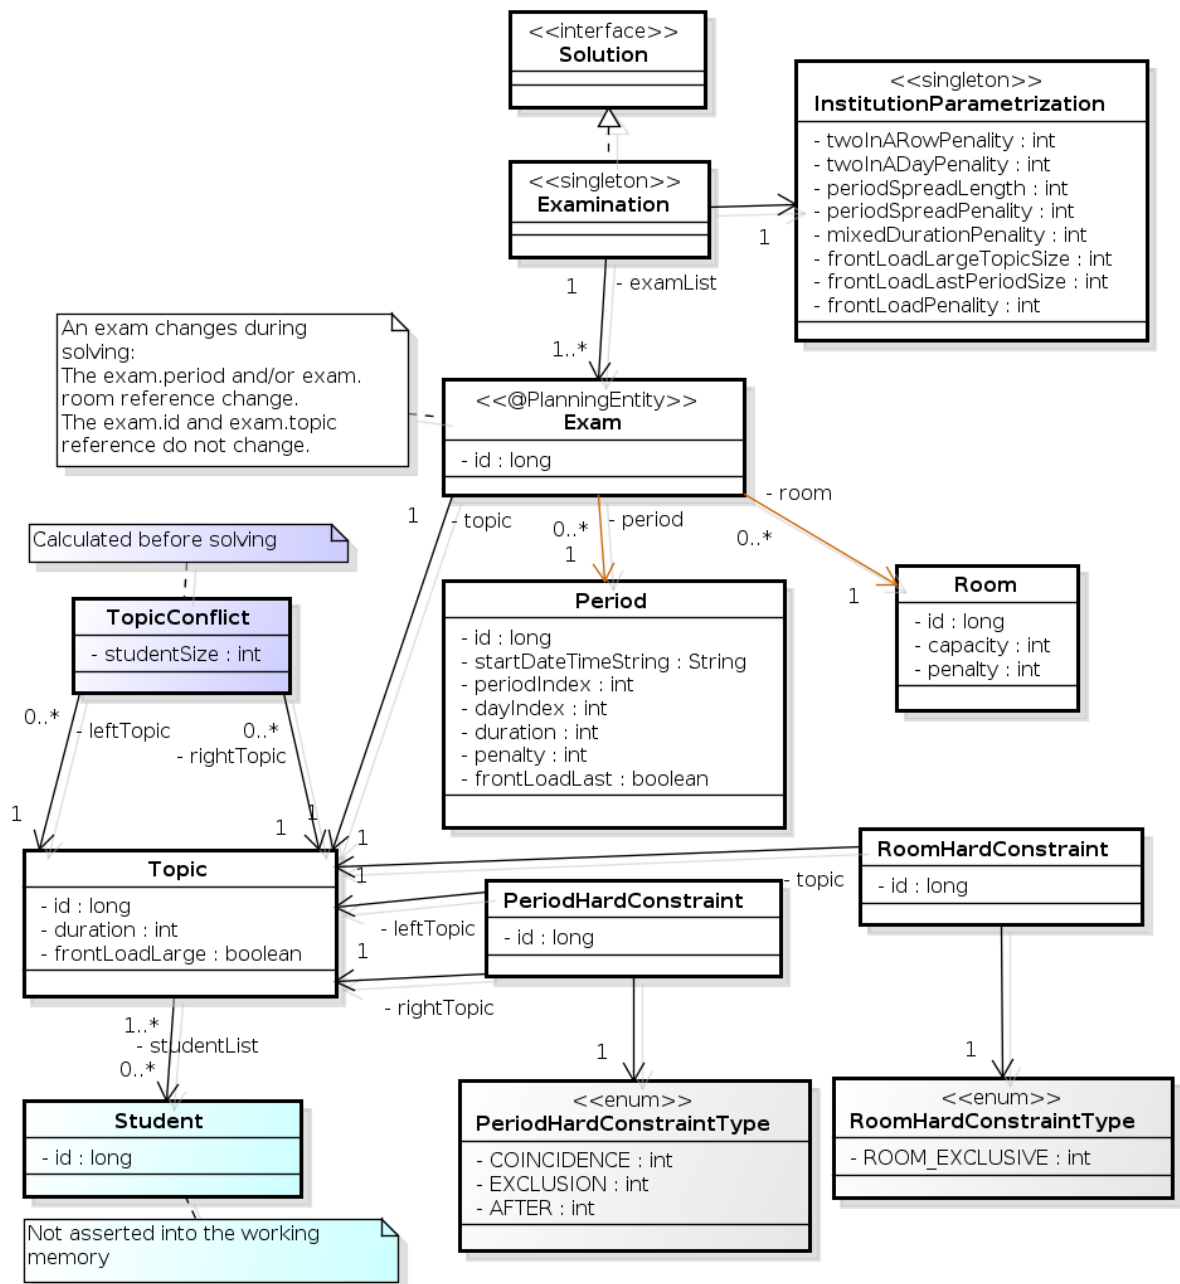 <<interface>>
Solution
<<singleton>>
InstitutionParametrization
- twoInARowPenality : int
- twoInADayPenality : int
- periodSpreadLength : int
- periodSpreadPenality : int
- mixedDurationPenality : int
- frontLoadLargeTopicSize : int
- frontLoadLastPeriodSize : int
- frontLoadPenality : int
<<singleton>>
Examination
1
1
- examList
1..*
An exam changes during
solving:
The exam.period and/or exam.
room reference change.
The exam.id and exam.topic
reference do not change.
<<@PlanningEntity>>
Exam
- id : long
1
- topic
0..*
- period
1
- room
0..*
1
Calculated before solving
TopicConflict
- studentSize : int
0..*
- leftTopic
0..*
- rightTopic
1
1
1
1
Period
- id : long
- startDateTimeString : String
- periodIndex : int
- dayIndex : int
- duration : int
- penalty : int
- frontLoadLast : boolean
Room
- id : long
- capacity : int
- penalty : int
Topic
- id : long
- duration : int
- frontLoadLarge : boolean
1
- leftTopic
1
- rightTopic
- topic
PeriodHardConstraint
- id : long
RoomHardConstraint
- id : long
1..*
- studentList
0..*
1
1
Student
- id : long
Not asserted into the working
memory
<<enum>>
PeriodHardConstraintType
- COINCIDENCE : int
- EXCLUSION : int
- AFTER : int
<<enum>>
RoomHardConstraintType
- ROOM_EXCLUSIVE : int